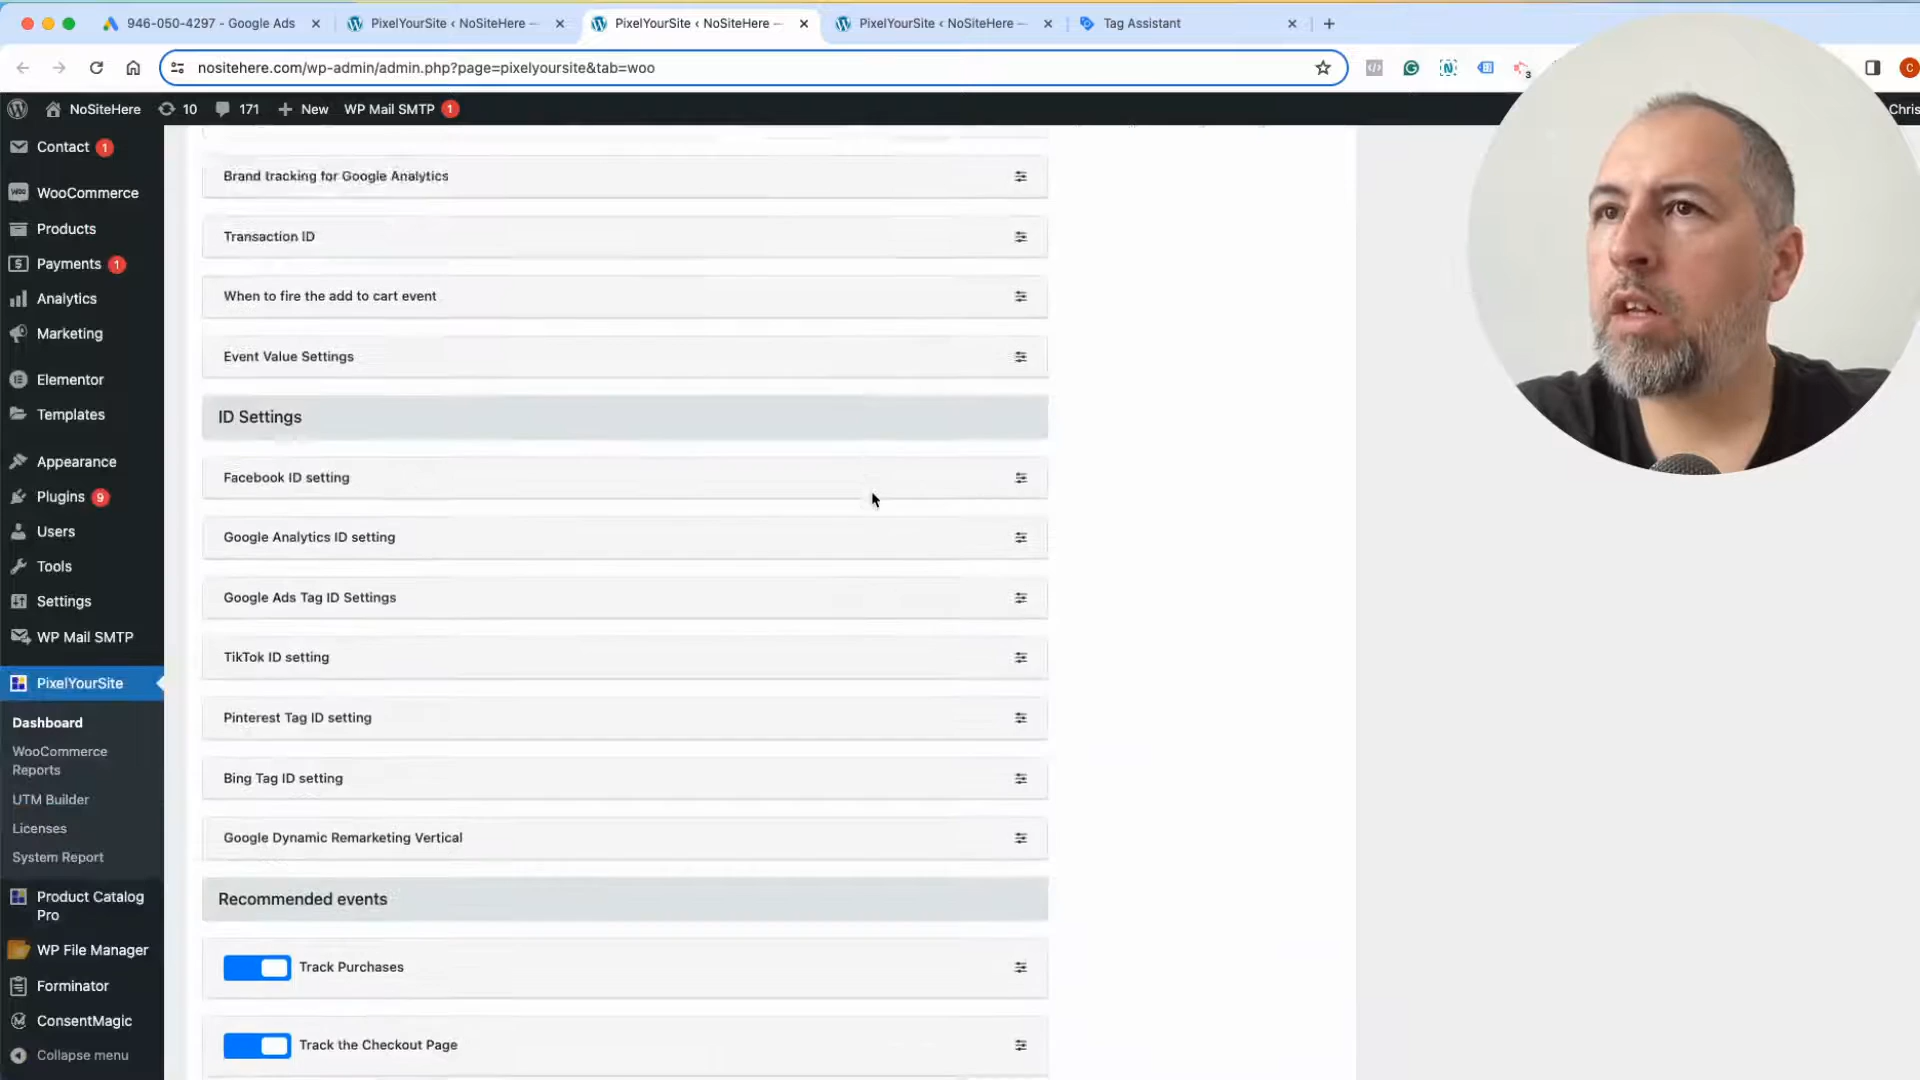 946-050-4297 - Google Ads
PixelYourSite ‹ NoSiteHere —
PixelYourSite ‹ NoSiteHere —
PixelYourSite ‹ NoSiteHere —
Tag Assistant
nositehere.com/wp-admin/admin.php?page=pixelyoursite&tab=woo
3
C
NoSiteHere
10
171
New
WP Mail SMTP 1
Chris
Contact 1
WooCommerce
Products
Payments 1
Analytics
Marketing
Elementor
Templates
Appearance
Plugins 9
Users
Tools
Settings
WP Mail SMTP
PixelYourSite
Dashboard
WooCommerce
Reports
UTM Builder
Licenses
System Report
Product Catalog
Pro
WP File Manager
Forminator
ConsentMagic
Collapse menu
Brand tracking for Google Analytics
Transaction ID
When to fire the add to cart event
Event Value Settings
ID Settings
Facebook ID setting
Google Analytics ID setting
Google Ads Tag ID Settings
TikTok ID setting
Pinterest Tag ID setting
Bing Tag ID setting
Google Dynamic Remarketing Vertical
Recommended events
Track Purchases
Track the Checkout Page